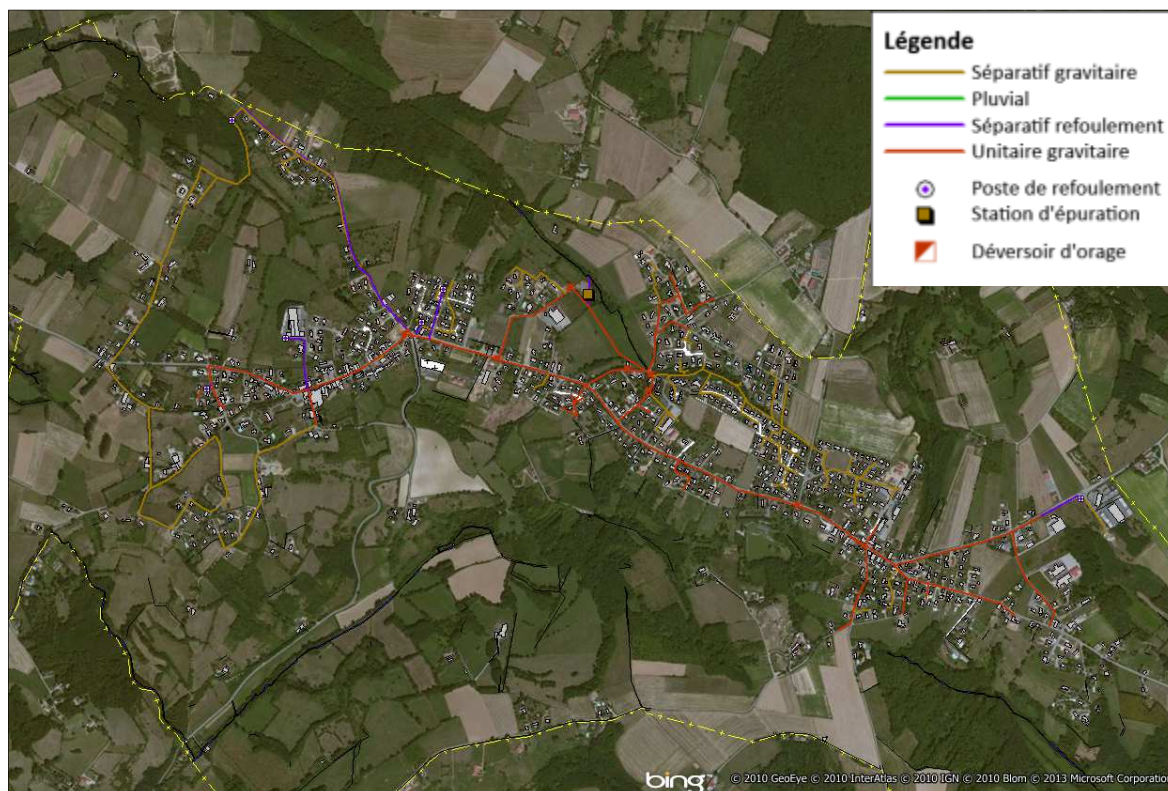 Légende
Séparatif gravitaire
Pluvial
Séparatif refoulement
Unitaire gravitaire
Poste de refoulement
Station d'épuration
Déversoir d'orage
bing
© 2010 GeoEye © 2010 InterAtlas © 2010 IGN © 2010 Blom © 2013 Microsoft Corporation